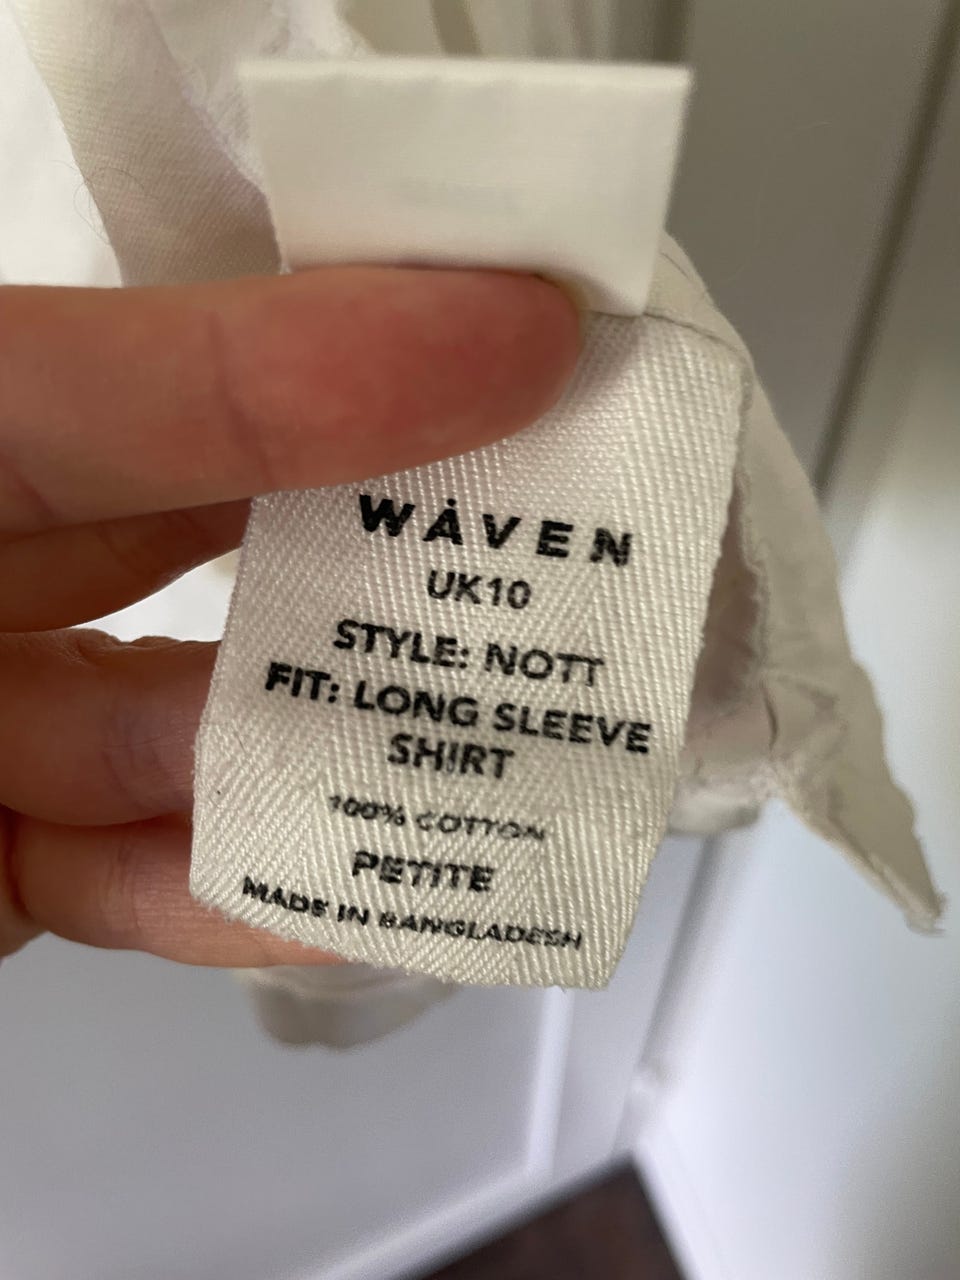 WÅVEN
UK10
STYLE: NOTT
FIT: LONG SLEEVE
SHIRT
100% COTTON
PETITE
MADE IN BANGLADESH